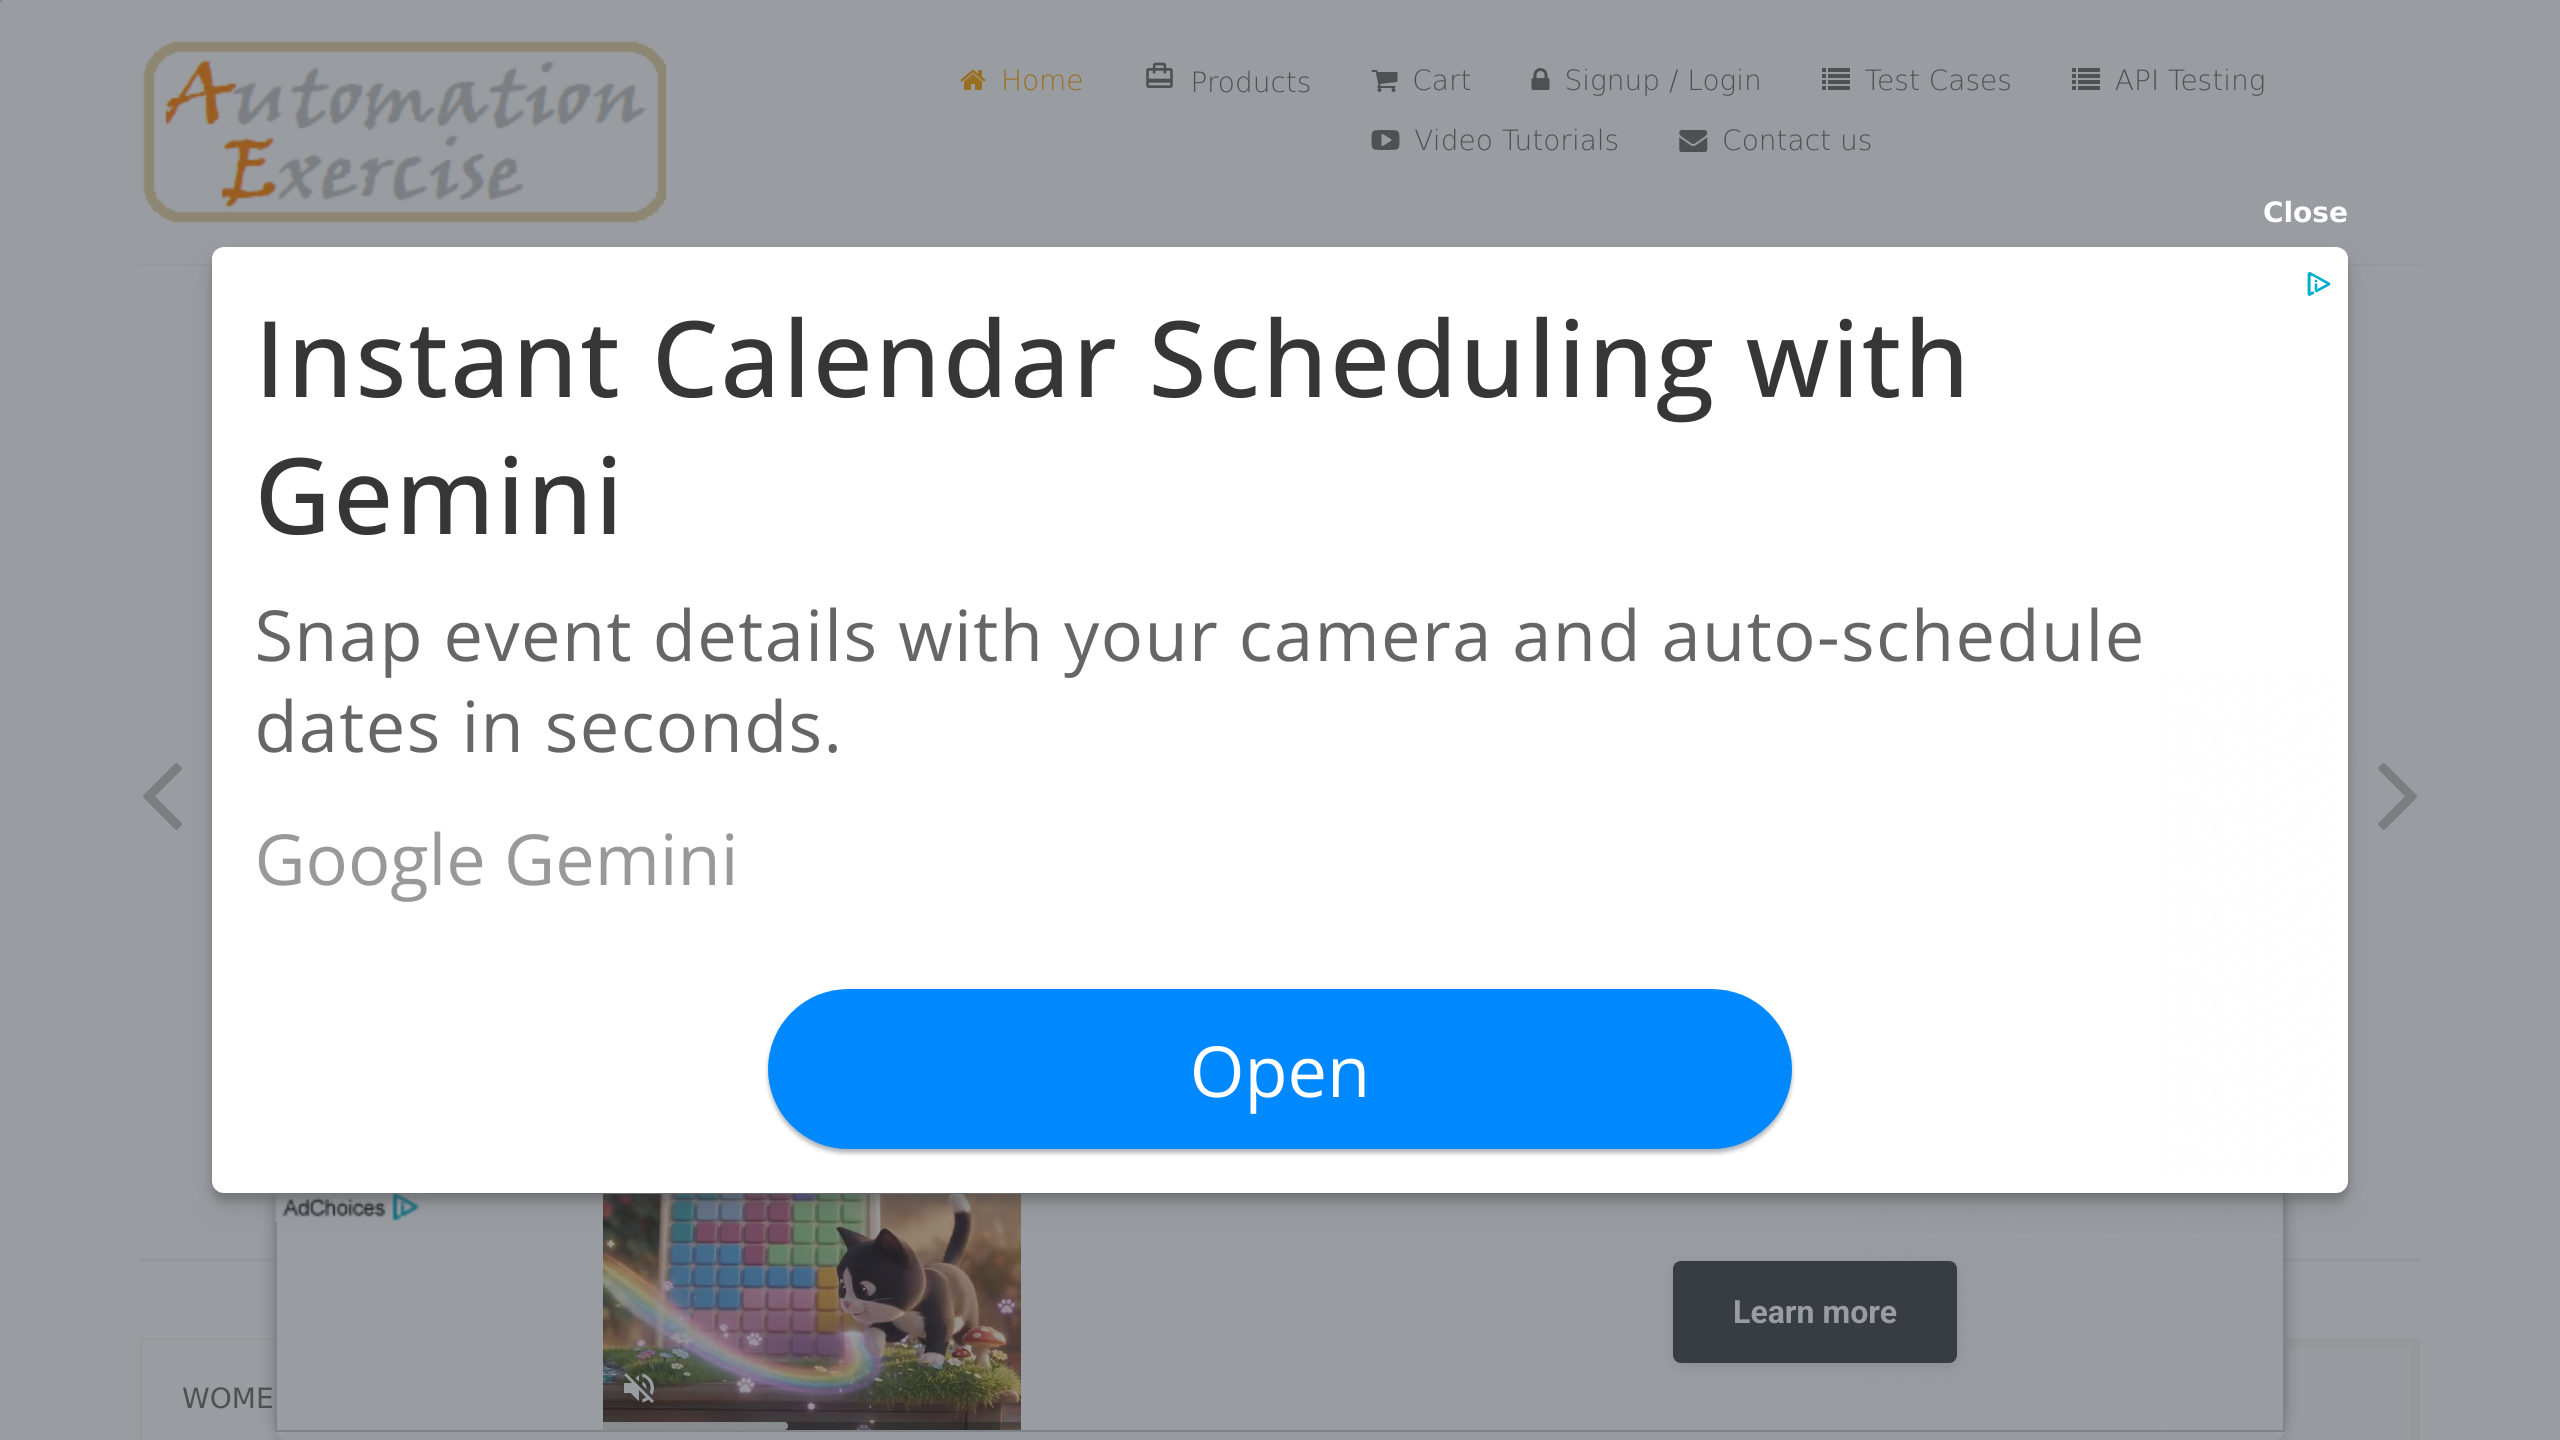 Automation
Exercise
Home
Products
Cart
Signup / Login
Test Cases
API Testing
Video Tutorials
Contact us
Close
Instant Calendar Scheduling with
Gemini
Snap event details with your camera and auto-schedule
dates in seconds.
Google Gemini
Open
AdChoices
Learn more
WOME